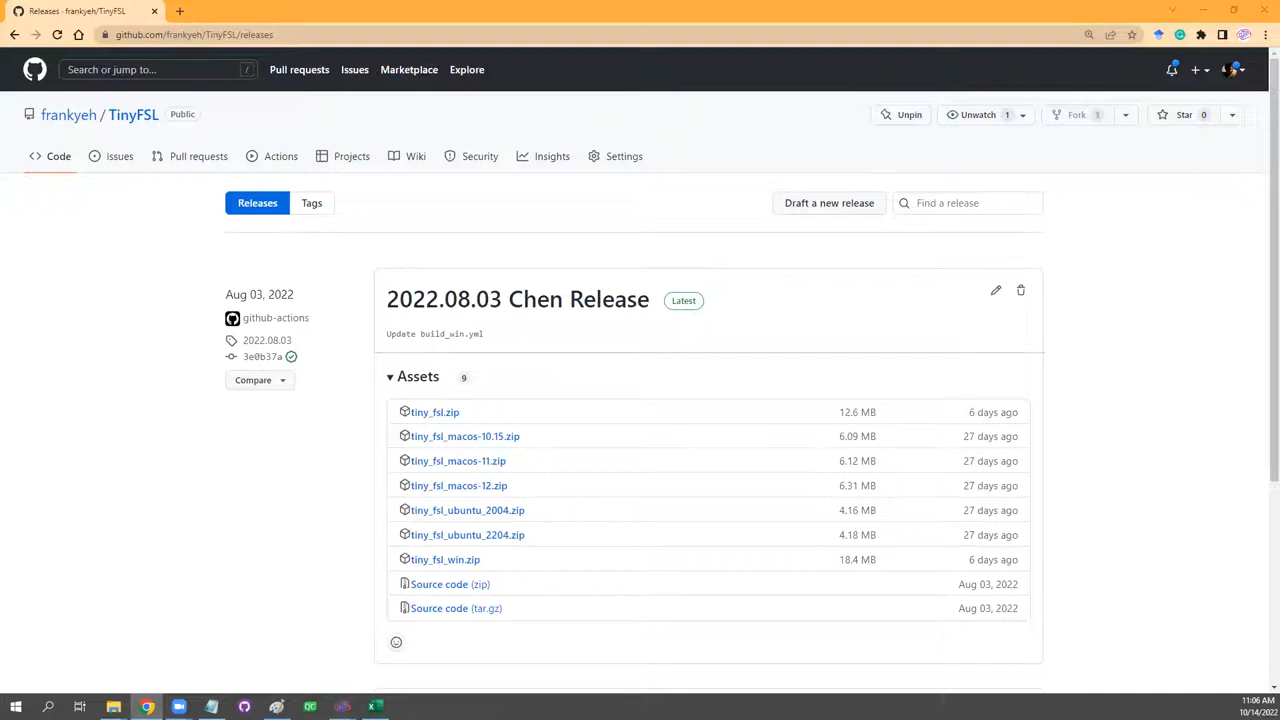 Releases · frankyeh/TinyFSL
github.com/frankyeh/TinyFSL/releases
Search or jump to... /
Pull requests
Issues
Marketplace
Explore
frankyeh / TinyFSL Public
Unpin
Unwatch 1
Fork 3
Star 0
Code
Issues
Pull requests
Actions
Projects
Wiki
Security
Insights
Settings
Releases
Tags
Draft a new release
Find a release
Aug 03, 2022
github-actions
2022.08.03
3e0b37a
Compare
2022.08.03 Chen Release Latest
Update build_win.yml
Assets 9
tiny_fsl.zip 12.6 MB 6 days ago
tiny_fsl_macos-10.15.zip 6.09 MB 27 days ago
tiny_fsl_macos-11.zip 6.12 MB 27 days ago
tiny_fsl_macos-12.zip 6.31 MB 27 days ago
tiny_fsl_ubuntu_2004.zip 4.16 MB 27 days ago
tiny_fsl_ubuntu_2204.zip 4.18 MB 27 days ago
tiny_fsl_win.zip 18.4 MB 6 days ago
Source code (zip) Aug 03, 2022
Source code (tar.gz) Aug 03, 2022
QC
11:06 AM
10/14/2022